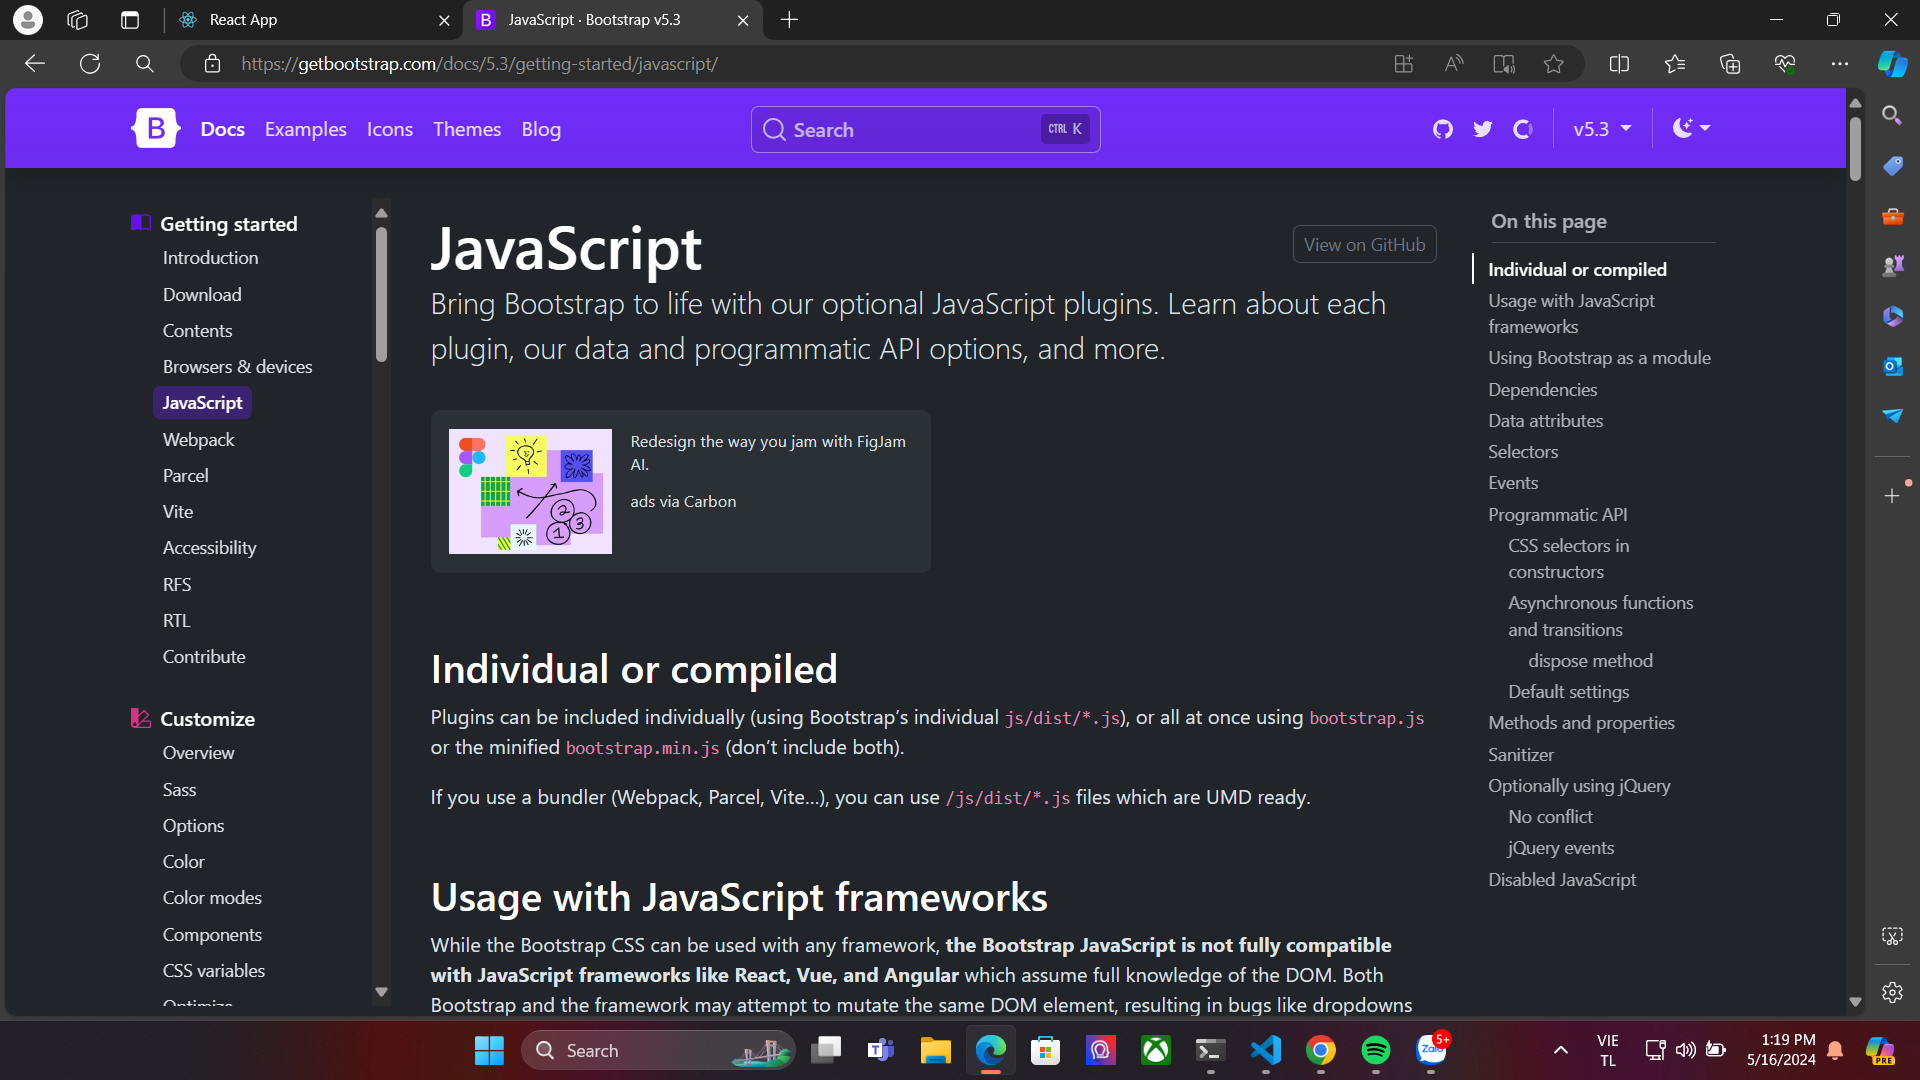 React App
JavaScript · Bootstrap v5.3
https://getbootstrap.com/docs/5.3/getting-started/javascript/
B
Docs
Examples
Icons
Themes
Blog
Search
CTRL K
v5.3
Getting started
Introduction
Download
Contents
Browsers & devices
JavaScript
Webpack
Parcel
Vite
Accessibility
RFS
RTL
Contribute
Customize
Overview
Sass
Options
Color
Color modes
Components
CSS variables
Optimize
JavaScript
View on GitHub
Bring Bootstrap to life with our optional JavaScript plugins. Learn about each
plugin, our data and programmatic API options, and more.
Redesign the way you jam with FigJam
AI.
ads via Carbon
2
1
3
Individual or compiled
Plugins can be included individually (using Bootstrap’s individual js/dist/*.js), or all at once using bootstrap.js
or the minified bootstrap.min.js (don’t include both).
If you use a bundler (Webpack, Parcel, Vite…), you can use /js/dist/*.js files which are UMD ready.
Usage with JavaScript frameworks
While the Bootstrap CSS can be used with any framework, the Bootstrap JavaScript is not fully compatible
with JavaScript frameworks like React, Vue, and Angular which assume full knowledge of the DOM. Both
Bootstrap and the framework may attempt to mutate the same DOM element, resulting in bugs like dropdowns
On this page
Individual or compiled
Usage with JavaScript
frameworks
Using Bootstrap as a module
Dependencies
Data attributes
Selectors
Events
Programmatic API
CSS selectors in
constructors
Asynchronous functions
and transitions
dispose method
Default settings
Methods and properties
Sanitizer
Optionally using jQuery
No conflict
jQuery events
Disabled JavaScript
Search
Zalo
5+
VIE
TL
1:19 PM
5/16/2024
PRE